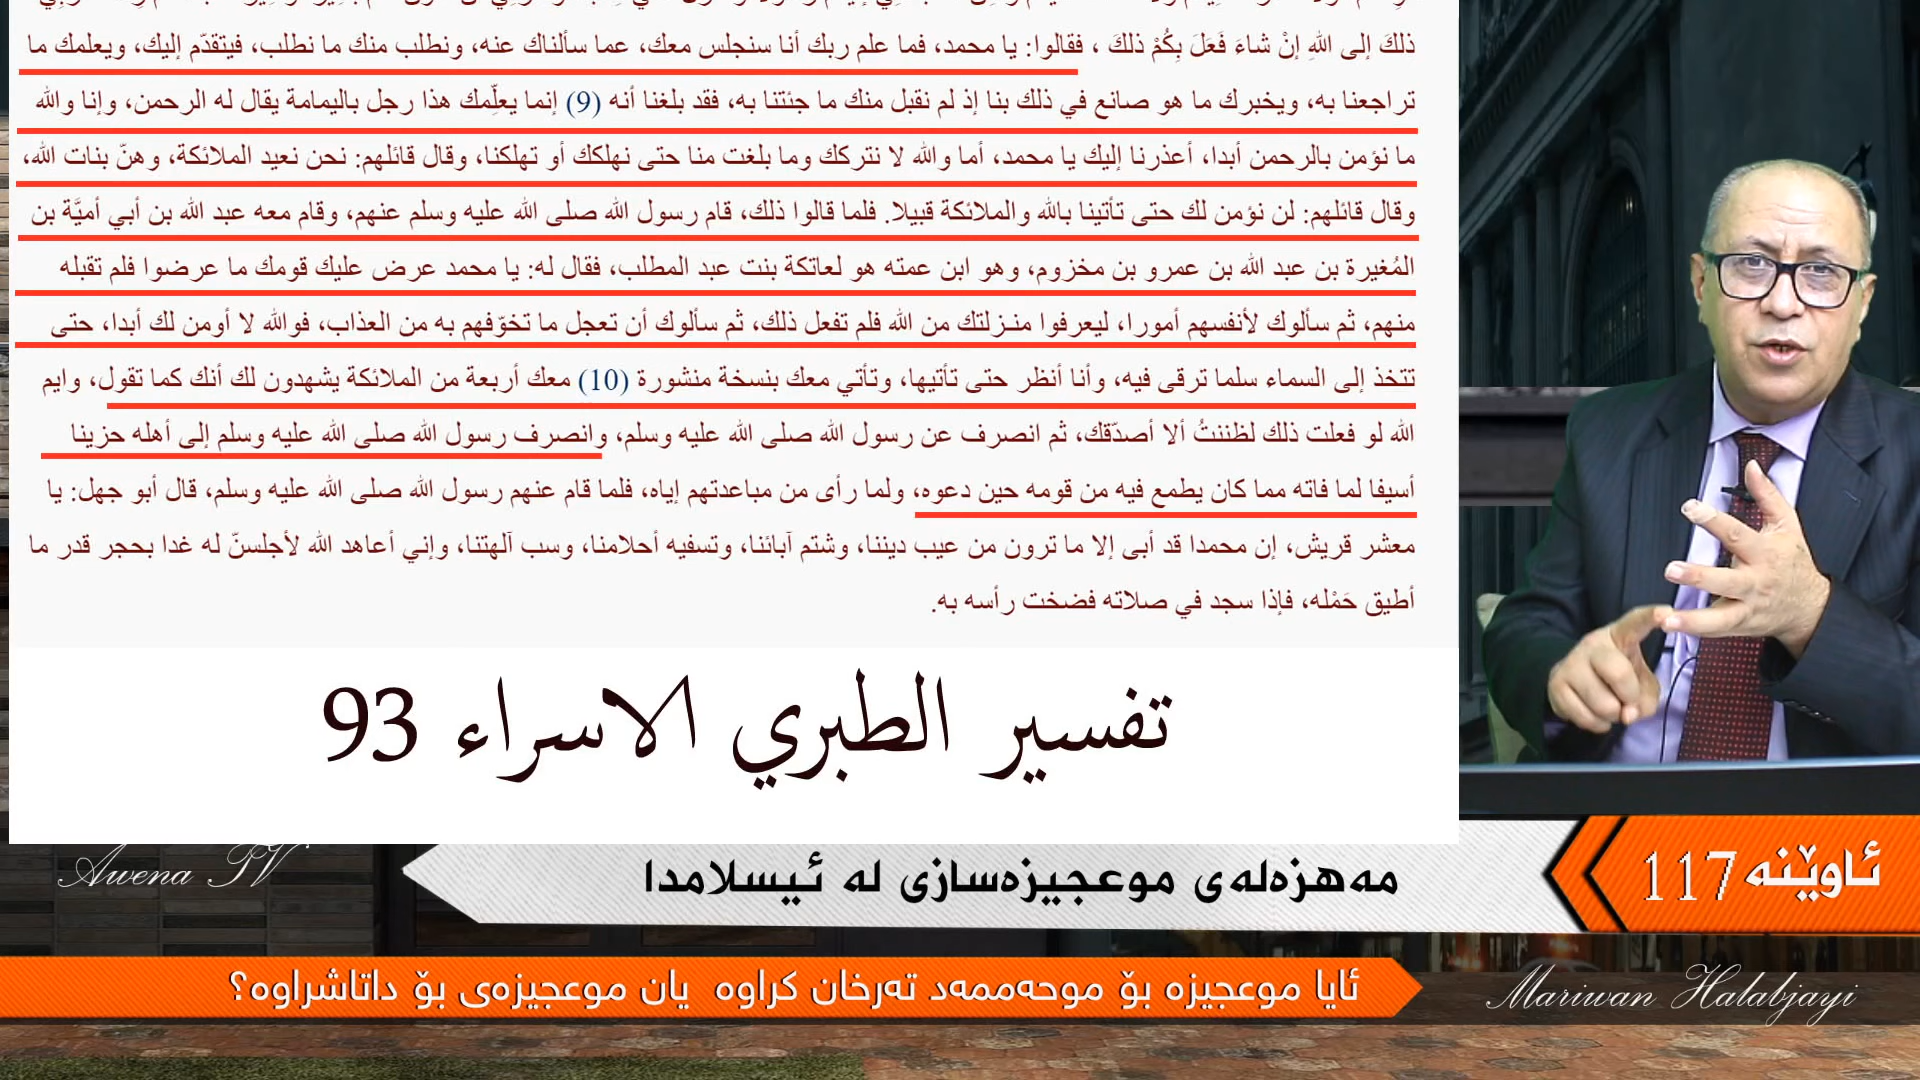 ذلكَ إلى اللهِ إنْ شاءَ فَعَلَ بِكُمْ ذلكَ ، فقالوا: يا محمد، فما علم ربك أنا سنجلس معك، عما سألناك عنه، ونطلب منك ما نطلب، فيتقدّم إليك، ويعلمك ما
تراجعنا به، ويخبرك ما هو صانع في ذلك بنا إذ لم نقبل منك ما جئتنا به، فقد بلغنا أنه (9) إنما يعلِّمك هذا رجل باليمامة يقال له الرحمن، وإنا والله
ما نؤمن بالرحمن أبدا، أعذرنا إليك يا محمد، أما والله لا نتركك وما بلغت منا حتى نهلكك أو تهلكنا، وقال قائلهم: نحن نعيد الملائكة، وهنّ بنات الله،
وقال قائلهم: لن نؤمن لك حتى تأتينا بالله والملائكة قبيلا. فلما قالوا ذلك، قام رسول الله صلى الله عليه وسلم عنهم، وقام معه عبد الله بن أبي أميَّة بن
المُغيرة بن عبد الله بن عمرو بن مخزوم، وهو ابن عمته هو لعاتكة بنت عبد المطلب، فقال له: يا محمد عرض عليك قومك ما عرضوا فلم تقبله
منهم، ثم سألوك لأنفسهم أمورا، ليعرفوا منـزلتك من الله فلم تفعل ذلك، ثم سألوك أن تعجل ما تخوّفهم به من العذاب، فوالله لا أومن لك أبدا، حتى
تتخذ إلى السماء سلما ترقى فيه، وأنا أنظر حتى تأتيها، وتأتي معك بنسخة منشورة (10) معك أربعة من الملائكة يشهدون لك أنك كما تقول، وايم
الله لو فعلت ذلك لظننتُ ألا أصدّقك، ثم انصرف عن رسول الله صلى الله عليه وسلم، وانصرف رسول الله صلى الله عليه وسلم إلى أهله حزينا
أسيفا لما فاته مما كان يطمع فيه من قومه حين دعوه، ولما رأى من مباعدتهم إياه، فلما قام عنهم رسول الله صلى الله عليه وسلم، قال أبو جهل: يا
معشر قريش، إن محمدا قد أبى إلا ما ترون من عيب ديننا، وشتم آبائنا، وتسفيه أحلامنا، وسب آلهتنا، وإني أعاهد الله لأجلسنّ له غدا بحجر قدر ما
أطيق حَمْله، فإذا سجد في صلاته فضخت رأسه به.
تفسير الطبري الاسراء 93
Awena TV
مەهزەلەی موعجیزەسازی لە ئیسلامدا
ئاوێنە 117
ئایا موعجیزە بۆ موحەممەد تەرخان کراوە یان موعجیزەی بۆ داتاشراوە؟
Mariwan Halabjayi